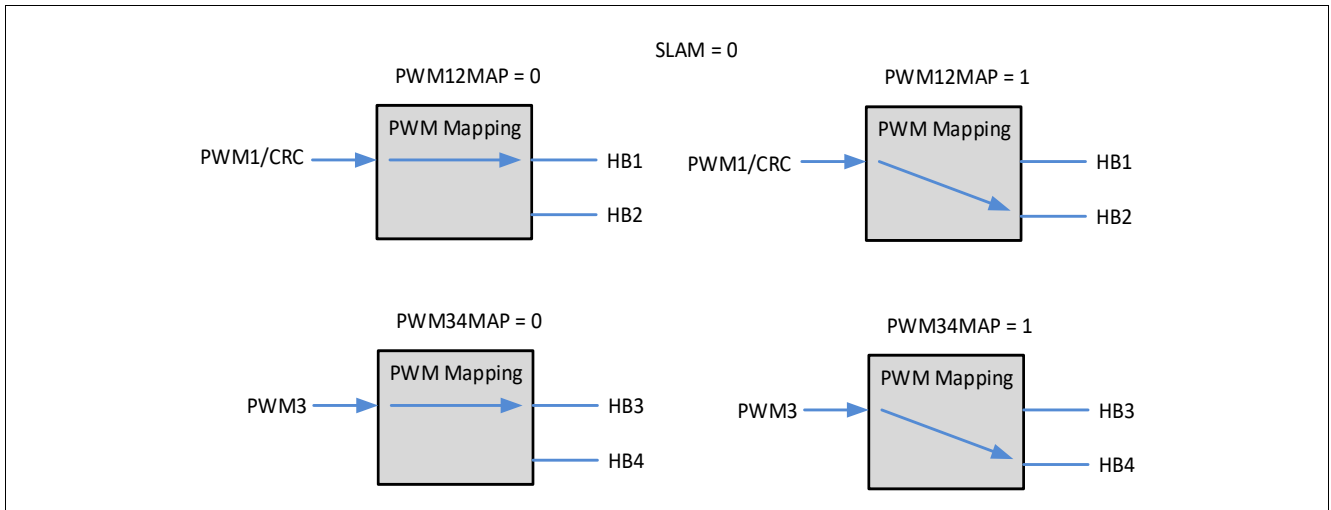 SLAM = 0
PWM12MAP = 0
PWM Mapping
PWM1/CRC
HB1
HB2
PWM12MAP = 1
PWM Mapping
PWM1/CRC
HB1
HB2
PWM34MAP = 0
PWM Mapping
PWM3
HB3
HB4
PWM34MAP = 1
PWM Mapping
PWM3
HB3
HB4